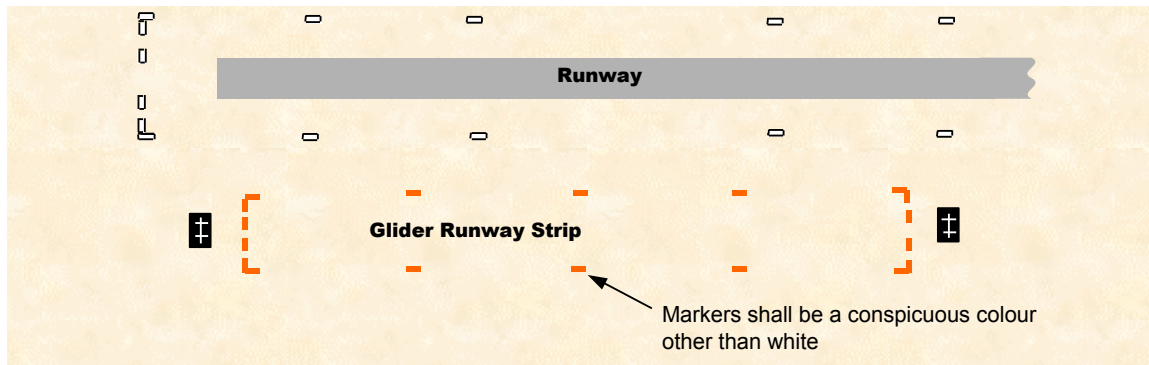 Runway
Glider Runway Strip
Markers shall be a conspicuous colour
other than white